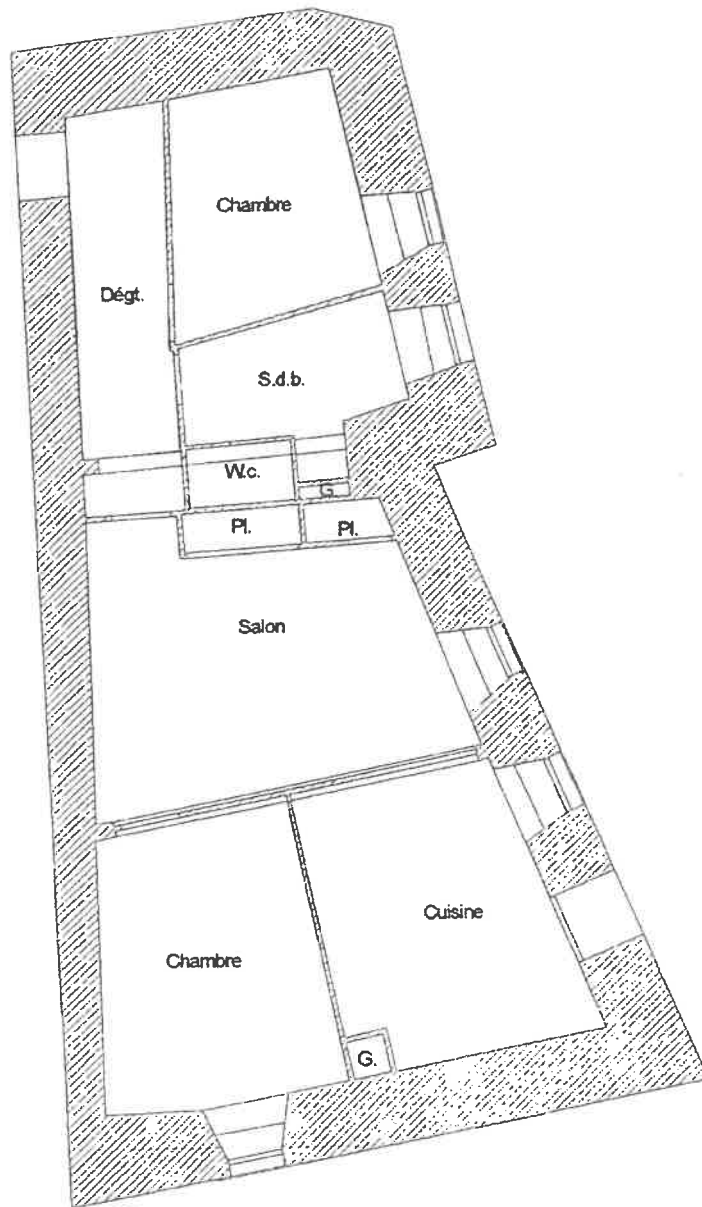 Chambre
Dégt.
S.d.b.
W.c.
G.
Pl.
Pl.
Salon
Cuisine
Chambre
G.